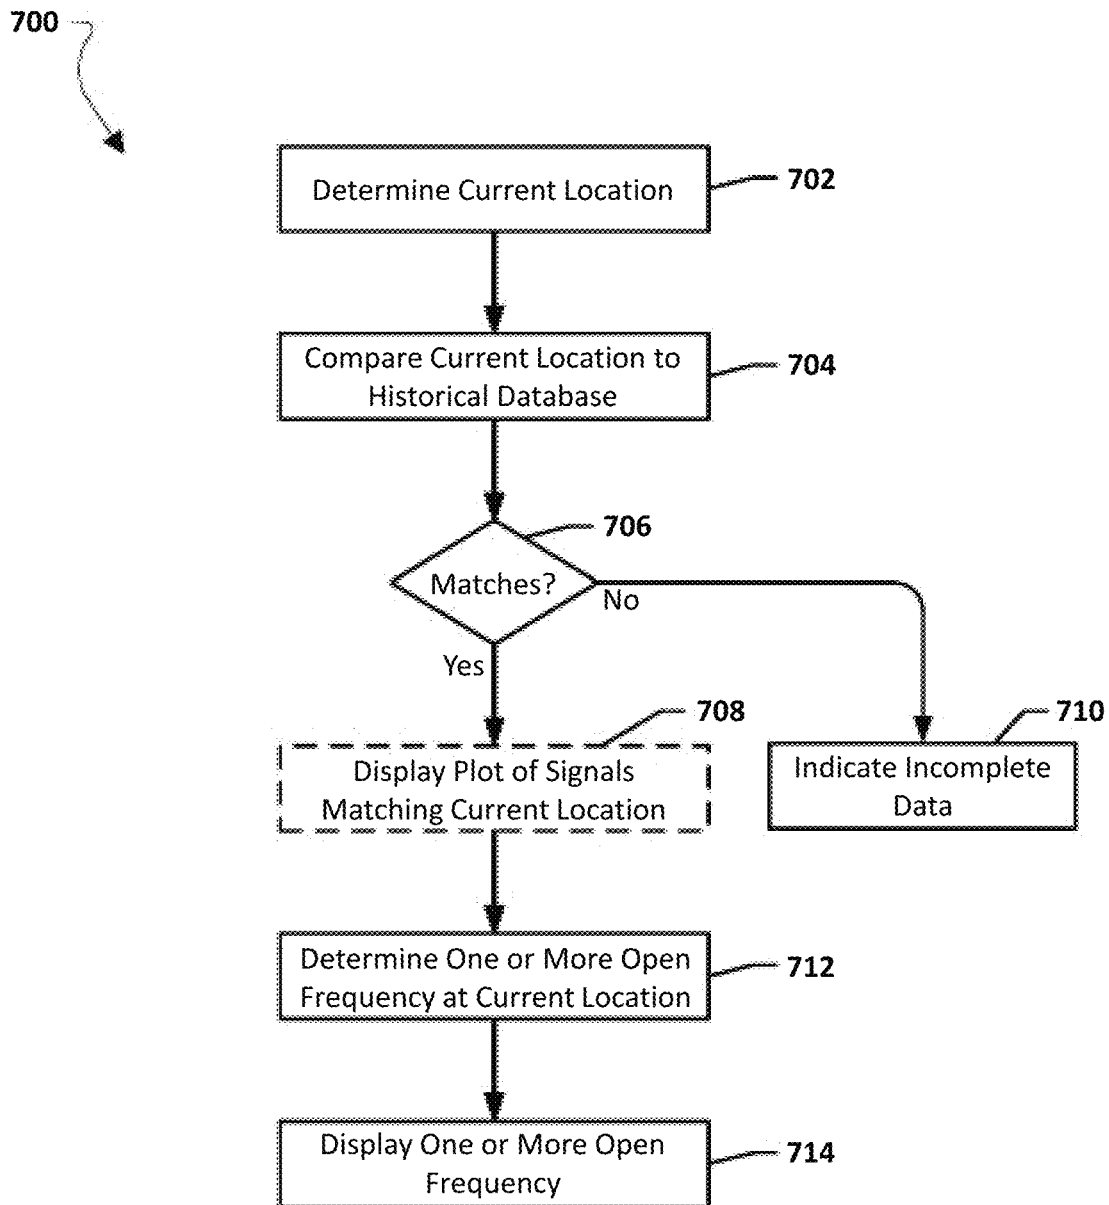 700
Determine Current Location
702
Compare Current Location to
Historical Database
704
706
Matches?
No
Yes
708
710
Display Plot of Signals
Matching Current Location
Indicate Incomplete
Data
Determine One or More Open
Frequency at Current Location
712
Display One or More Open
Frequency
714